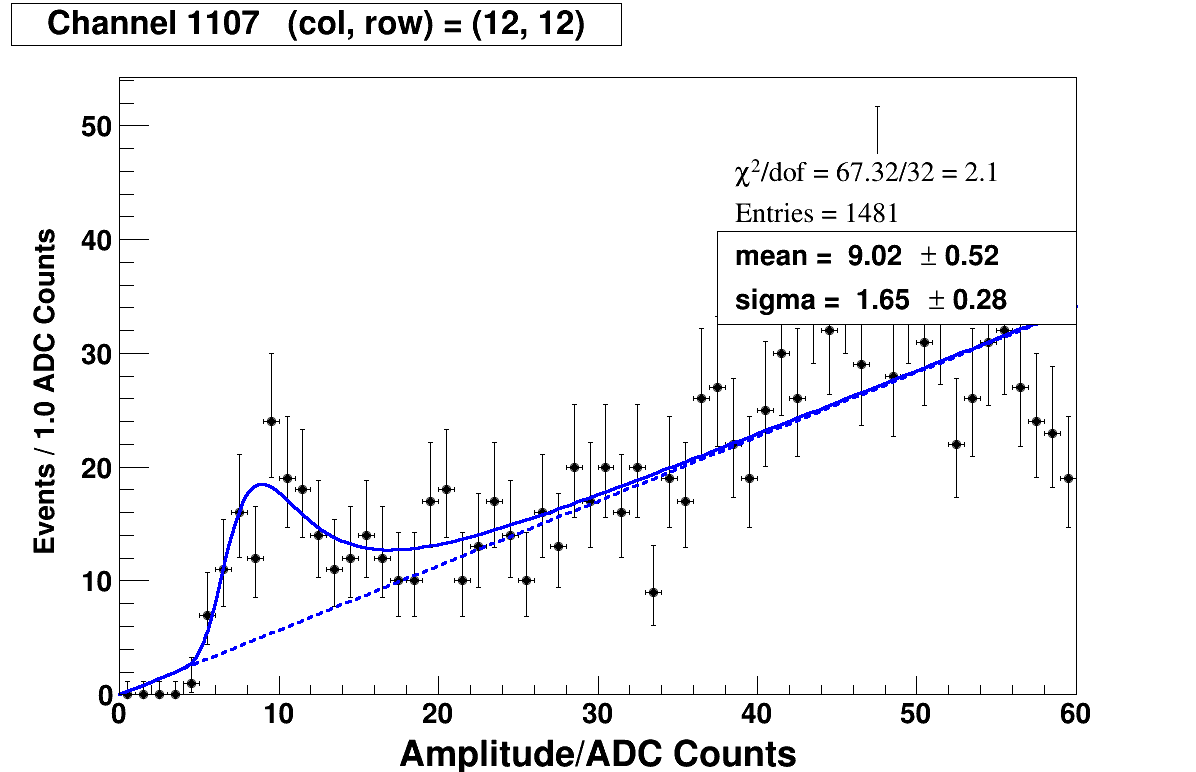 Channel 1107 (col, row) = (12, 12)
50
40
30
20
10
0
Events / 1.0 ADC Counts
χ²/dof = 67.32/32 = 2.1
Entries = 1481
mean = 9.02 ± 0.52
sigma = 1.65 ± 0.28
0 10 20 30 40 50 60
Amplitude/ADC Counts